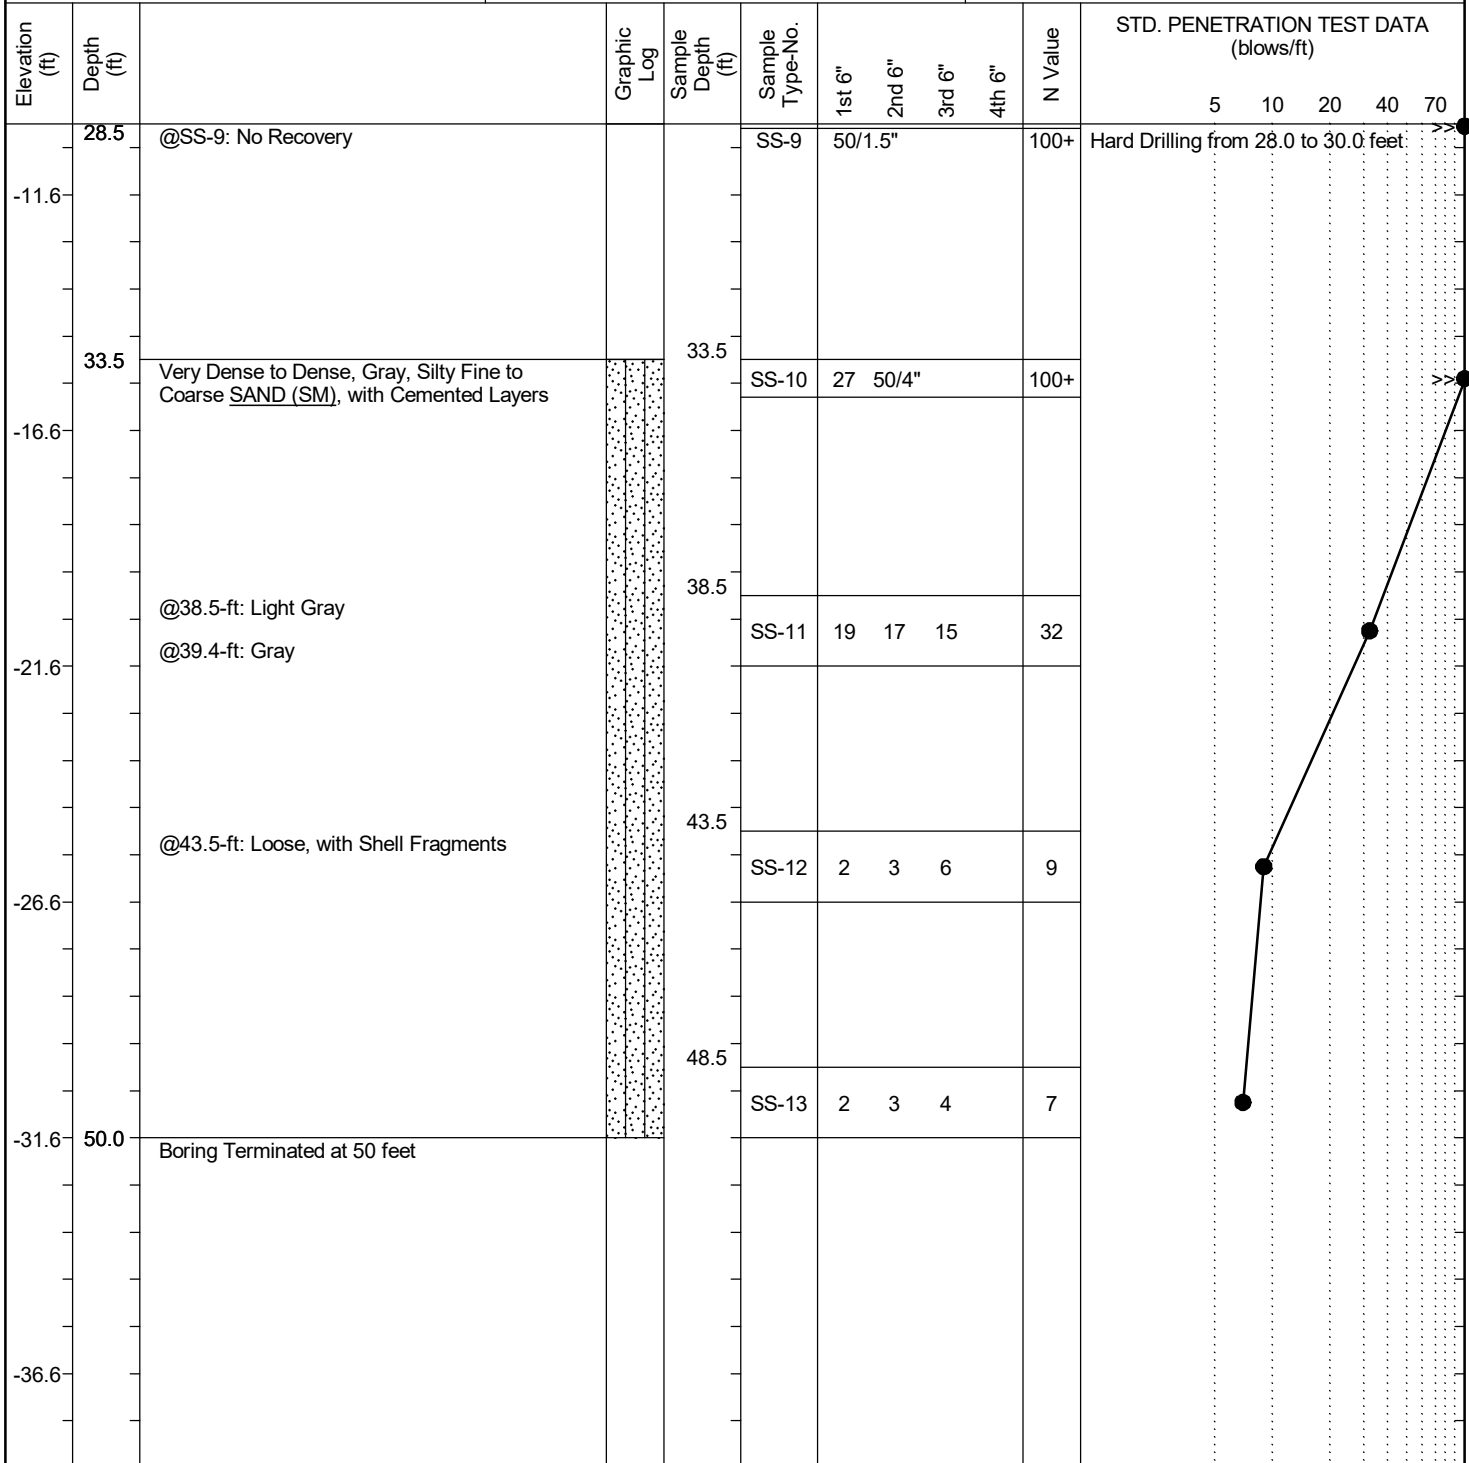 Elevation (ft)
Depth (ft)
Graphic Log
Sample Depth (ft)
Sample Type-No.
1st 6"
2nd 6"
3rd 6"
4th 6"
N Value
STD. PENETRATION TEST DATA
(blows/ft)
5 10 20 40 70
28.5 @SS-9: No Recovery SS-9 50/1.5" 100+ Hard Drilling from 28.0 to 30.0 feet >>
-11.6
33.5 33.5
Very Dense to Dense, Gray, Silty Fine to
Coarse SAND (SM), with Cemented Layers
SS-10 27 50/4" 100+ >>
-16.6
38.5
@38.5-ft: Light Gray
SS-11 19 17 15 32
@39.4-ft: Gray
-21.6
43.5
@43.5-ft: Loose, with Shell Fragments
SS-12 2 3 6 9
-26.6
48.5
SS-13 2 3 4 7
-31.6 50.0
Boring Terminated at 50 feet
-36.6